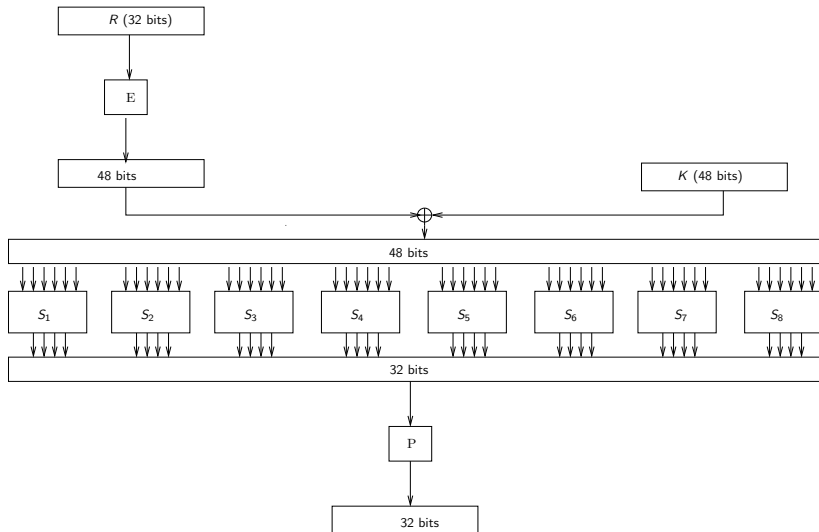 R (32 bits)
E
48 bits
K (48 bits)
48 bits
S1 S2 S3 S4 S5 S6 S7 S8
32 bits
P
32 bits